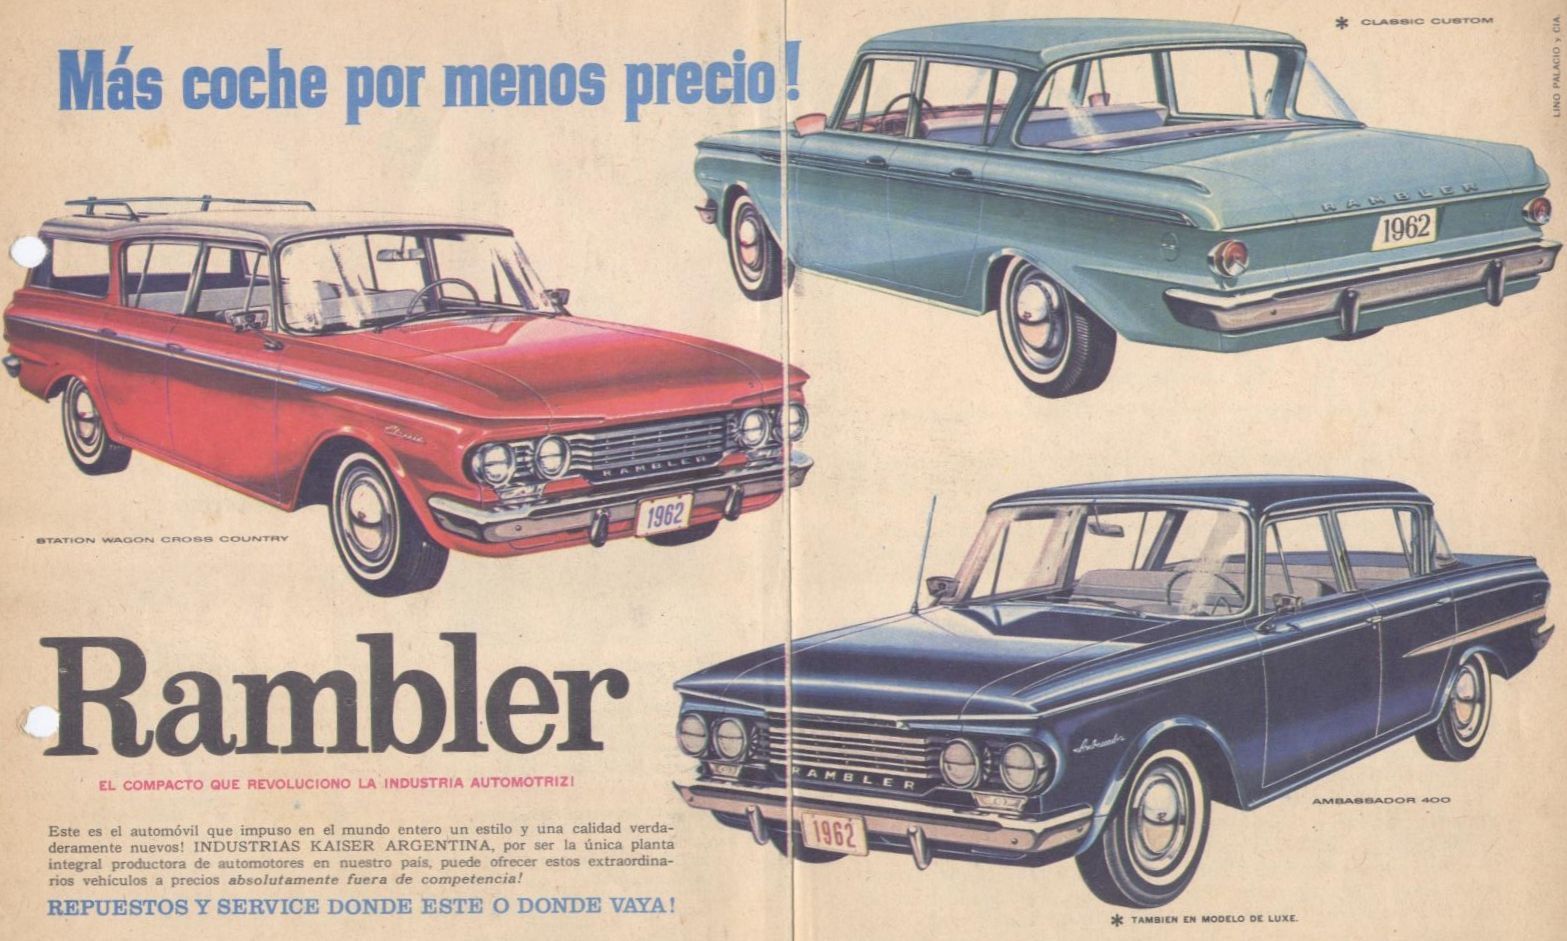 Más coche por menos precio!
* CLASSIC CUSTOM
LINO PALACIO y CIA.
RAMBLER
1962
Classic
RAMBLER
1962
STATION WAGON CROSS COUNTRY
Rambler
EL COMPACTO QUE REVOLUCIONO LA INDUSTRIA AUTOMOTRIZ!
Este es el automóvil que impuso en el mundo entero un estilo y una calidad verda-
deramente nuevos! INDUSTRIAS KAISER ARGENTINA, por ser la única planta
integral productora de automotores en nuestro país, puede ofrecer estos extraordina-
rios vehículos a precios absolutamente fuera de competencia!
REPUESTOS Y SERVICE DONDE ESTE O DONDE VAYA!
Ambassador
RAMBLER
1962
AMBASSADOR 400
* TAMBIEN EN MODELO DE LUXE.